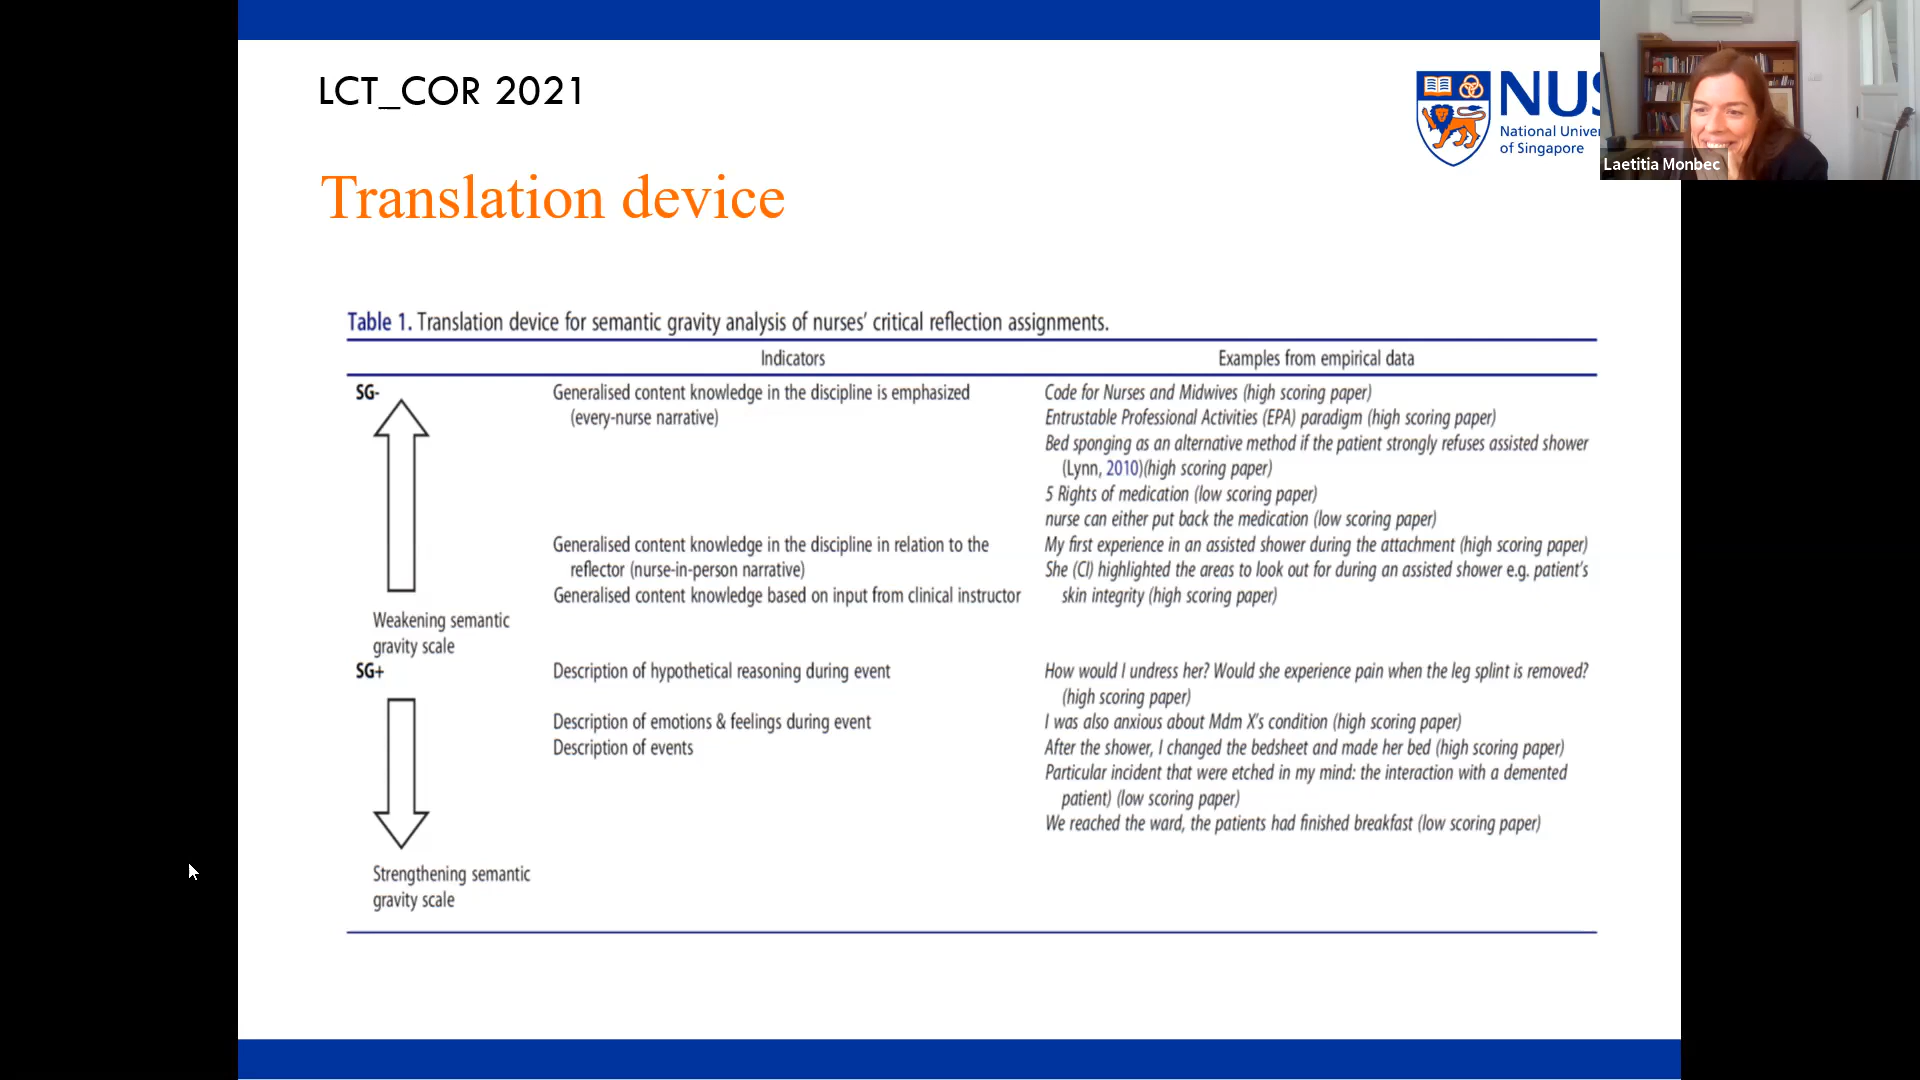 LCT_COR 2021
NUS
National Univer
of Singapore
Laetitia Monbec
Translation device
Table 1. Translation device for semantic gravity analysis of nurses’ critical reflection assignments.
Indicators
Examples from empirical data
SG-
Generalised content knowledge in the discipline is emphasized
(every-nurse narrative)
Code for Nurses and Midwives (high scoring paper)
Entrustable Professional Activities (EPA) paradigm (high scoring paper)
Bed sponging as an alternative method if the patient strongly refuses assisted shower
(Lynn, 2010)(high scoring paper)
5 Rights of medication (low scoring paper)
nurse can either put back the medication (low scoring paper)
Generalised content knowledge in the discipline in relation to the
reflector (nurse-in-person narrative)
My first experience in an assisted shower during the attachment (high scoring paper)
Generalised content knowledge based on input from clinical instructor
She (CI) highlighted the areas to look out for during an assisted shower e.g. patient’s
skin integrity (high scoring paper)
Weakening semantic
gravity scale
SG+
Description of hypothetical reasoning during event
How would I undress her? Would she experience pain when the leg splint is removed?
(high scoring paper)
Description of emotions & feelings during event
I was also anxious about Mdm X’s condition (high scoring paper)
Description of events
After the shower, I changed the bedsheet and made her bed (high scoring paper)
Particular incident that were etched in my mind: the interaction with a demented
patient) (low scoring paper)
We reached the ward, the patients had finished breakfast (low scoring paper)
Strengthening semantic
gravity scale